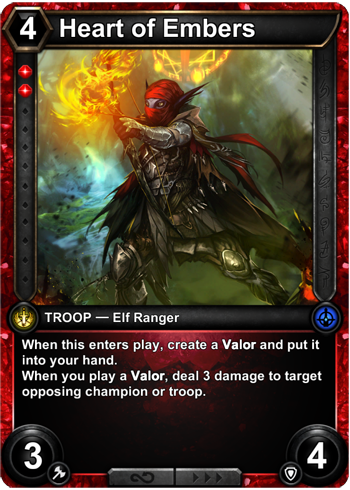 4 Heart of Embers
TROOP — Elf Ranger
When this enters play, create a Valor and put it
into your hand.
When you play a Valor, deal 3 damage to target
opposing champion or troop.
3 4